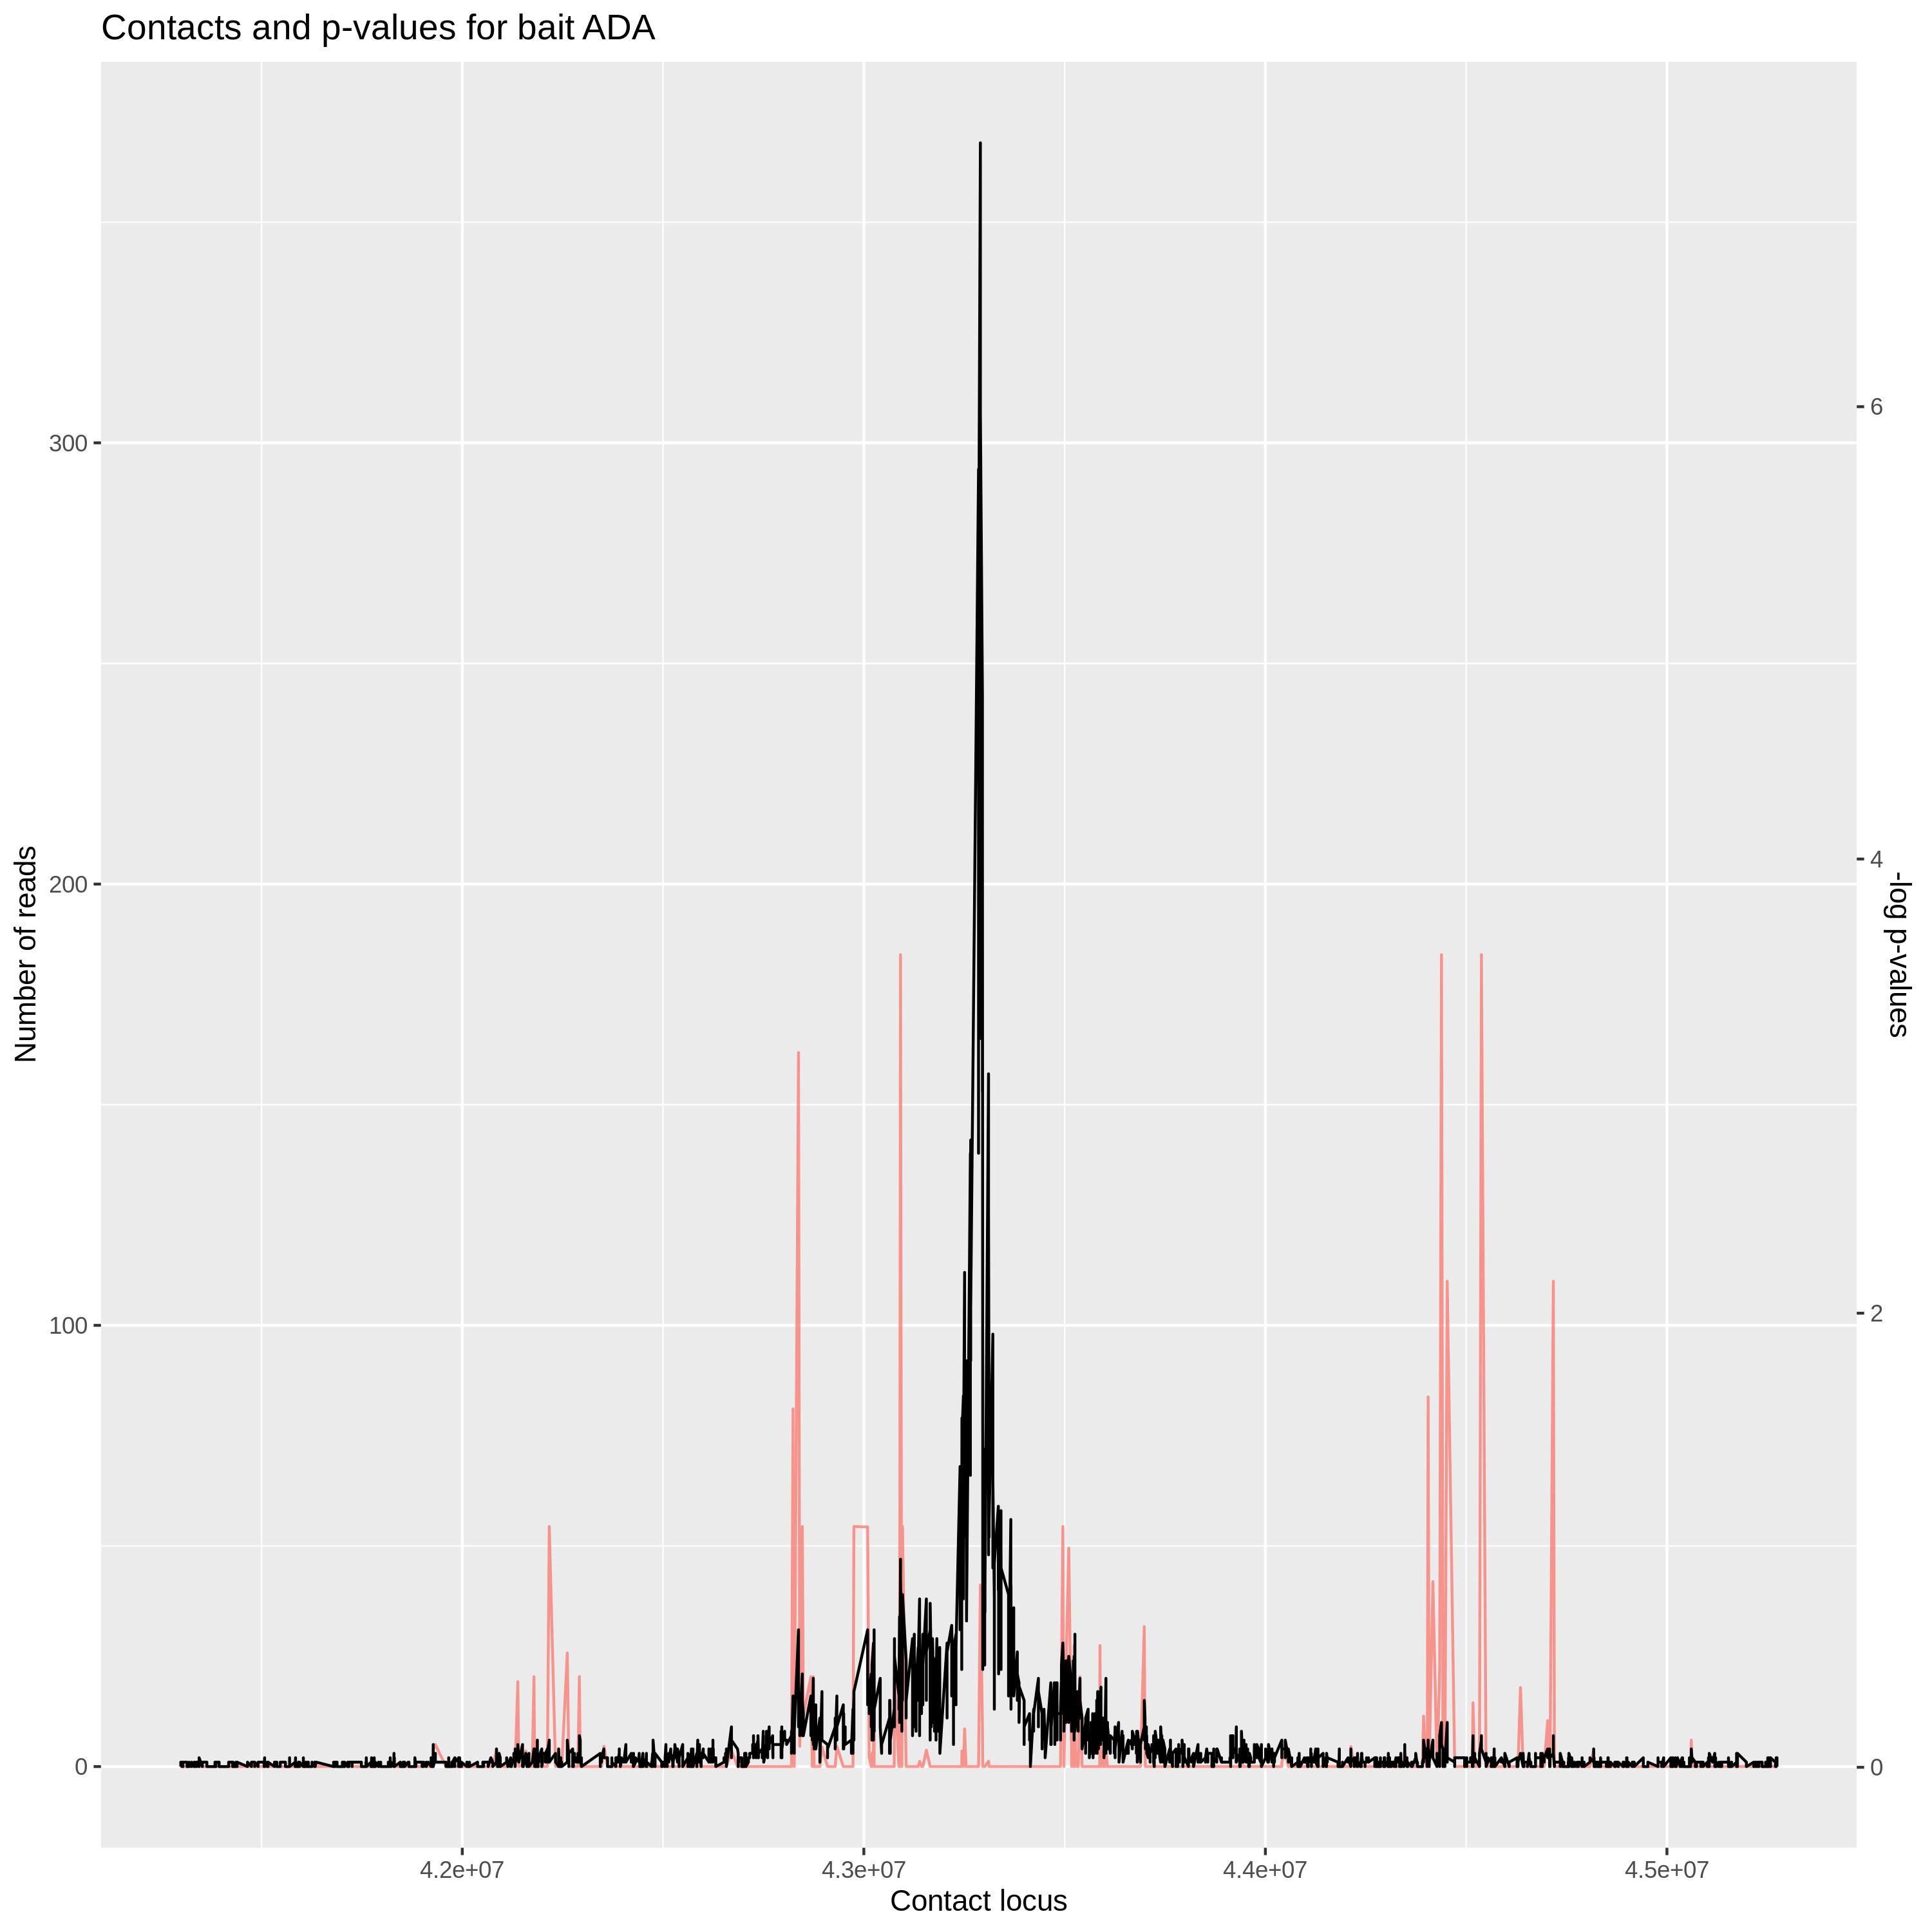 Contacts and p-values for bait ADA
Number of reads
300
200
100
0
6
4
2
0
-log p-values
4.2e+07
4.3e+07
4.4e+07
4.5e+07
Contact locus